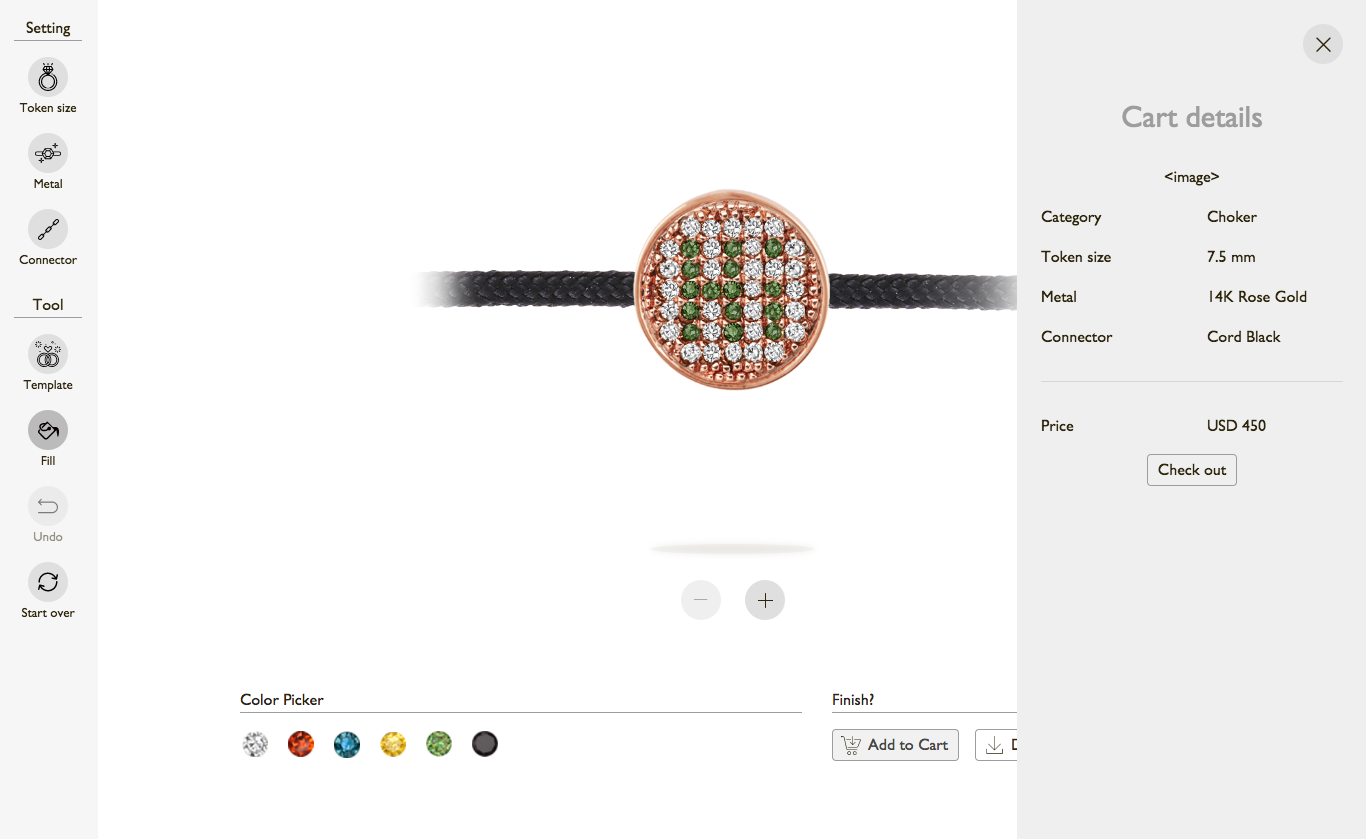 Setting
Token size
Metal
Connector
Tool
Template
Fill
Undo
Start over
Color Picker
Finish?
Add to Cart
Cart details
<image>
Category Choker
Token size 7.5 mm
Metal 14K Rose Gold
Connector Cord Black
Price USD 450
Check out